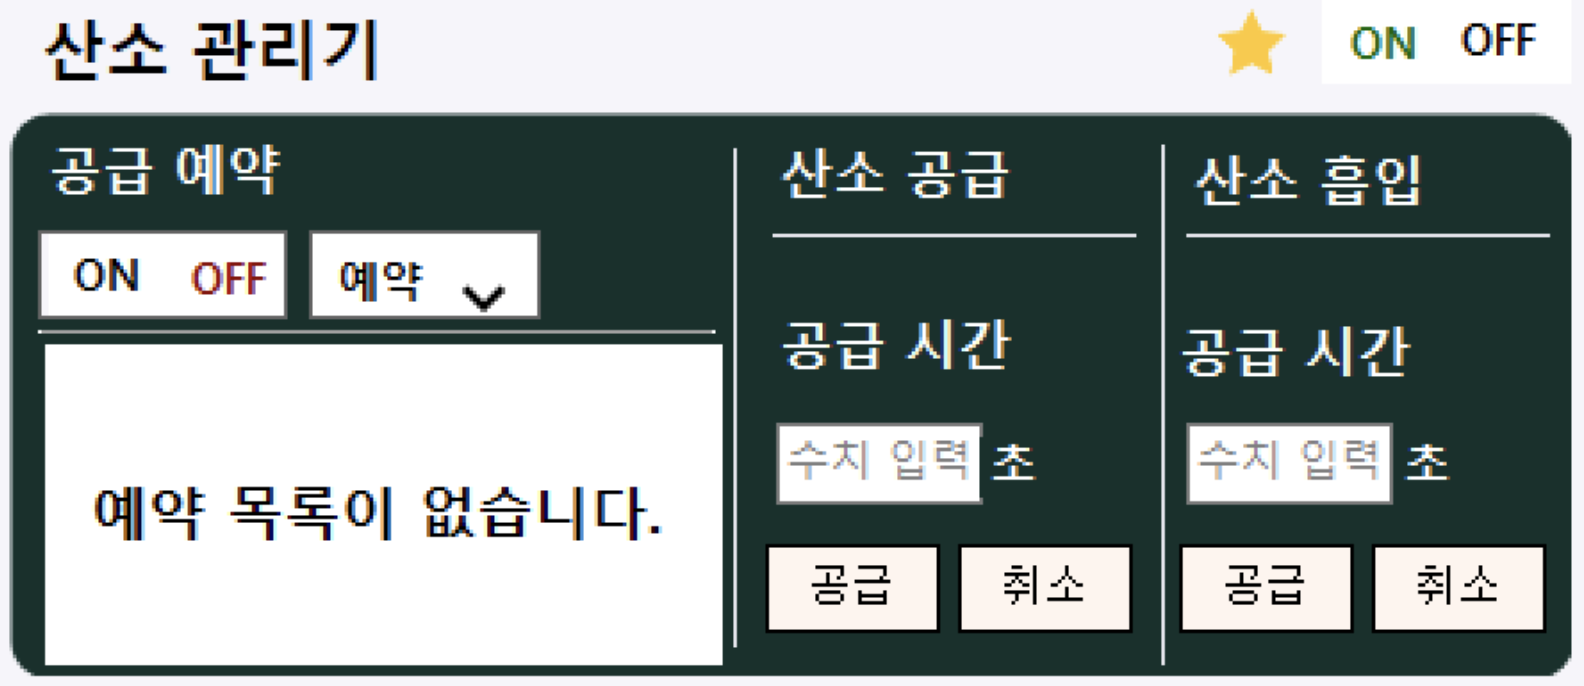 산소 관리기
ON OFF
공급 예약
ON OFF
예약
예약 목록이 없습니다.
산소 공급
공급 시간
수치 입력 초
공급 취소
산소 흡입
공급 시간
수치 입력 초
공급 취소